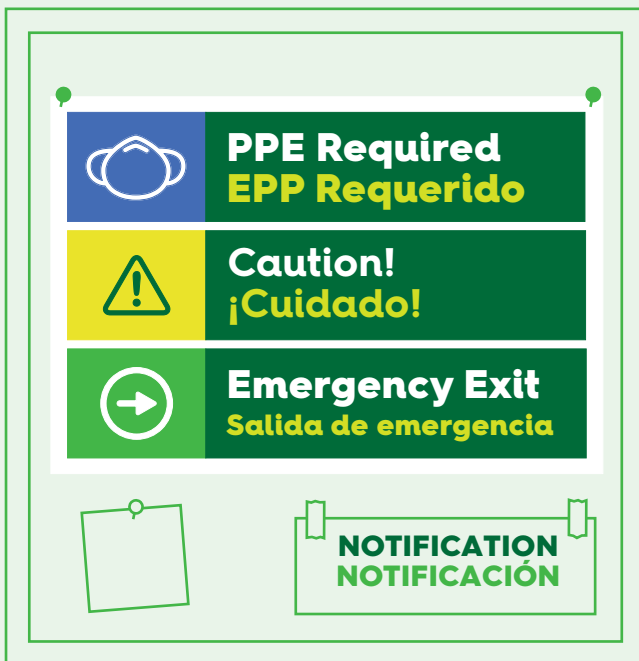 PPE Required
EPP Requerido
Caution!
¡Cuidado!
Emergency Exit
Salida de emergencia
NOTIFICATION
NOTIFICACIÓN